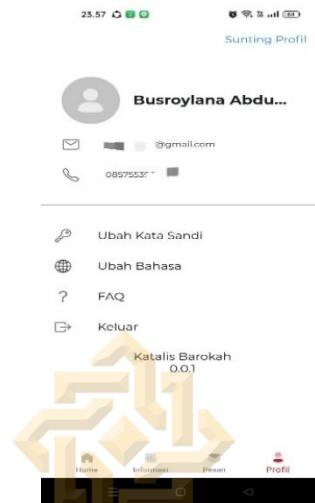 23.57
Sunting Profil
Busroylana Abdu...
@gmail.com
Ubah Kata Sandi
Ubah Bahasa
FAQ
Keluar
Katalis Barokah
0.0.1
Home Informasi Pesan Profil